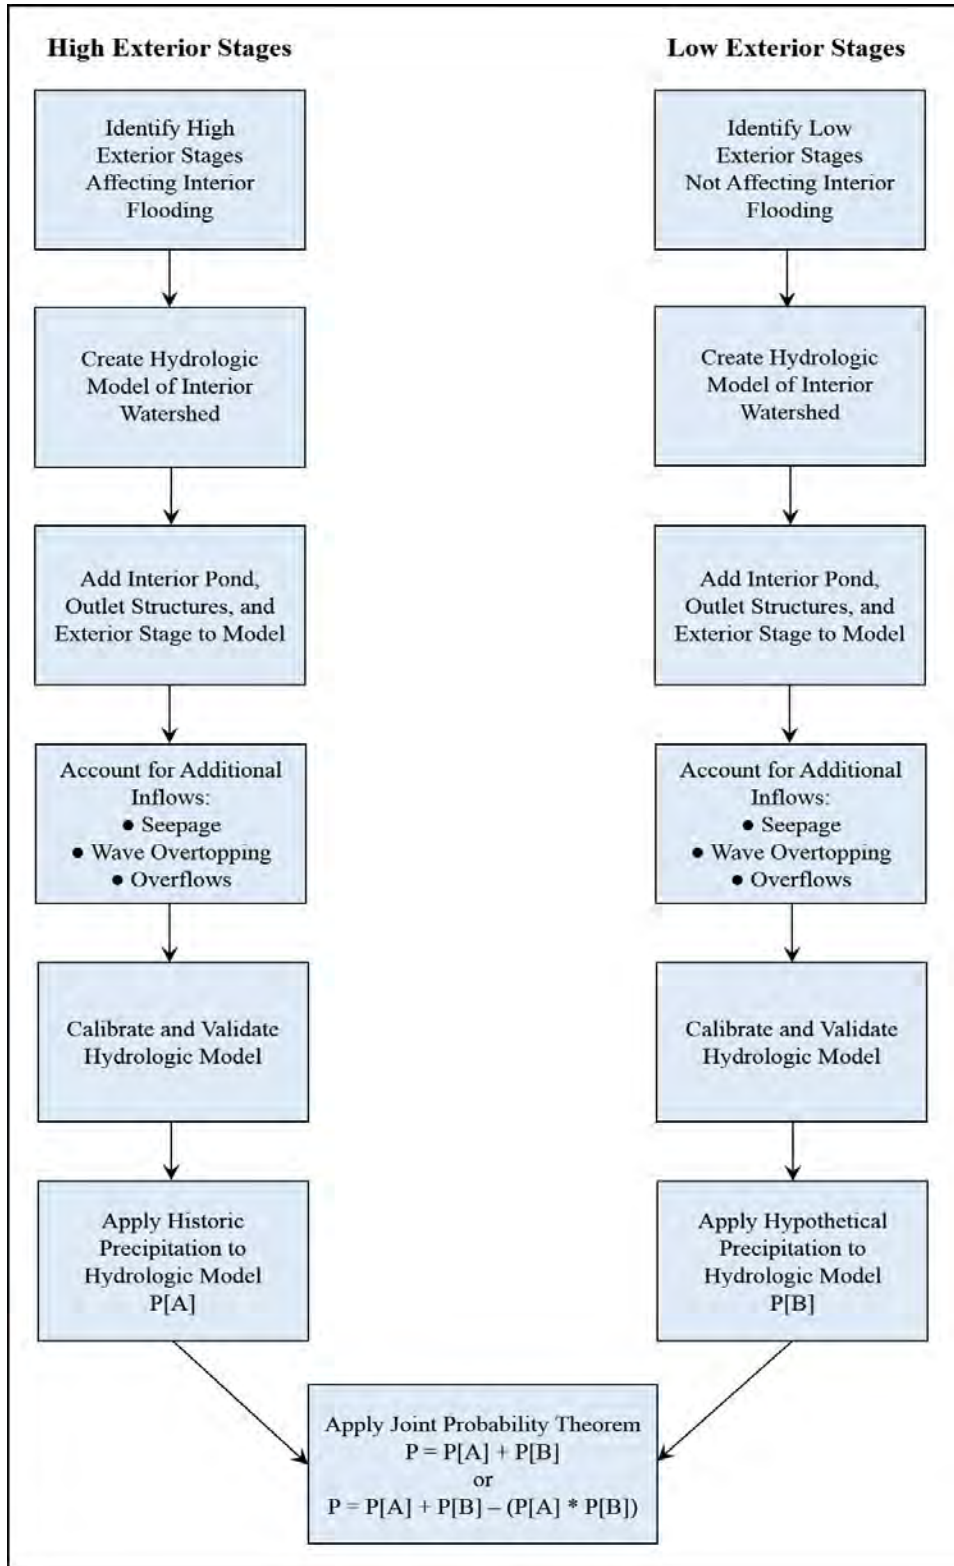 High Exterior Stages
Identify High
Exterior Stages
Affecting Interior
Flooding
Create Hydrologic
Model of Interior
Watershed
Add Interior Pond,
Outlet Structures, and
Exterior Stage to Model
Account for Additional
Inflows:
● Seepage
● Wave Overtopping
● Overflows
Calibrate and Validate
Hydrologic Model
Apply Historic
Precipitation to
Hydrologic Model
P[A]
Low Exterior Stages
Identify Low
Exterior Stages
Not Affecting Interior
Flooding
Create Hydrologic
Model of Interior
Watershed
Add Interior Pond,
Outlet Structures, and
Exterior Stage to Model
Account for Additional
Inflows:
● Seepage
● Wave Overtopping
● Overflows
Calibrate and Validate
Hydrologic Model
Apply Hypothetical
Precipitation to
Hydrologic Model
P[B]
Apply Joint Probability Theorem
P = P[A] + P[B]
or
P = P[A] + P[B] – (P[A] * P[B])